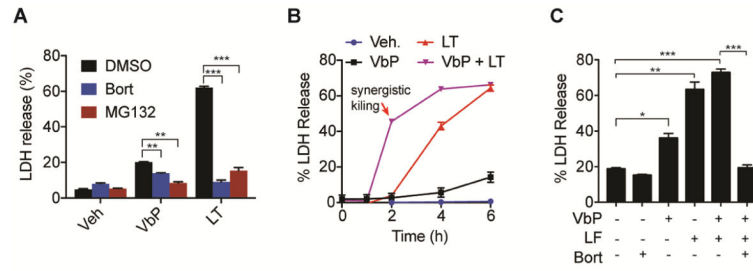 A
LDH release (%)
80
60
40
20
0
DMSO
Bort
MG132
***
***
**
**
Veh
VbP
LT
B
% LDH Release
80
60
40
20
0
Veh.
LT
VbP
VbP + LT
synergistic
kiling
0
2
4
6
Time (h)
C
% LDH Release
100
80
60
40
20
0
***
***
**
*
VbP - - + - + +
LF - - - + + +
Bort - + - - - +